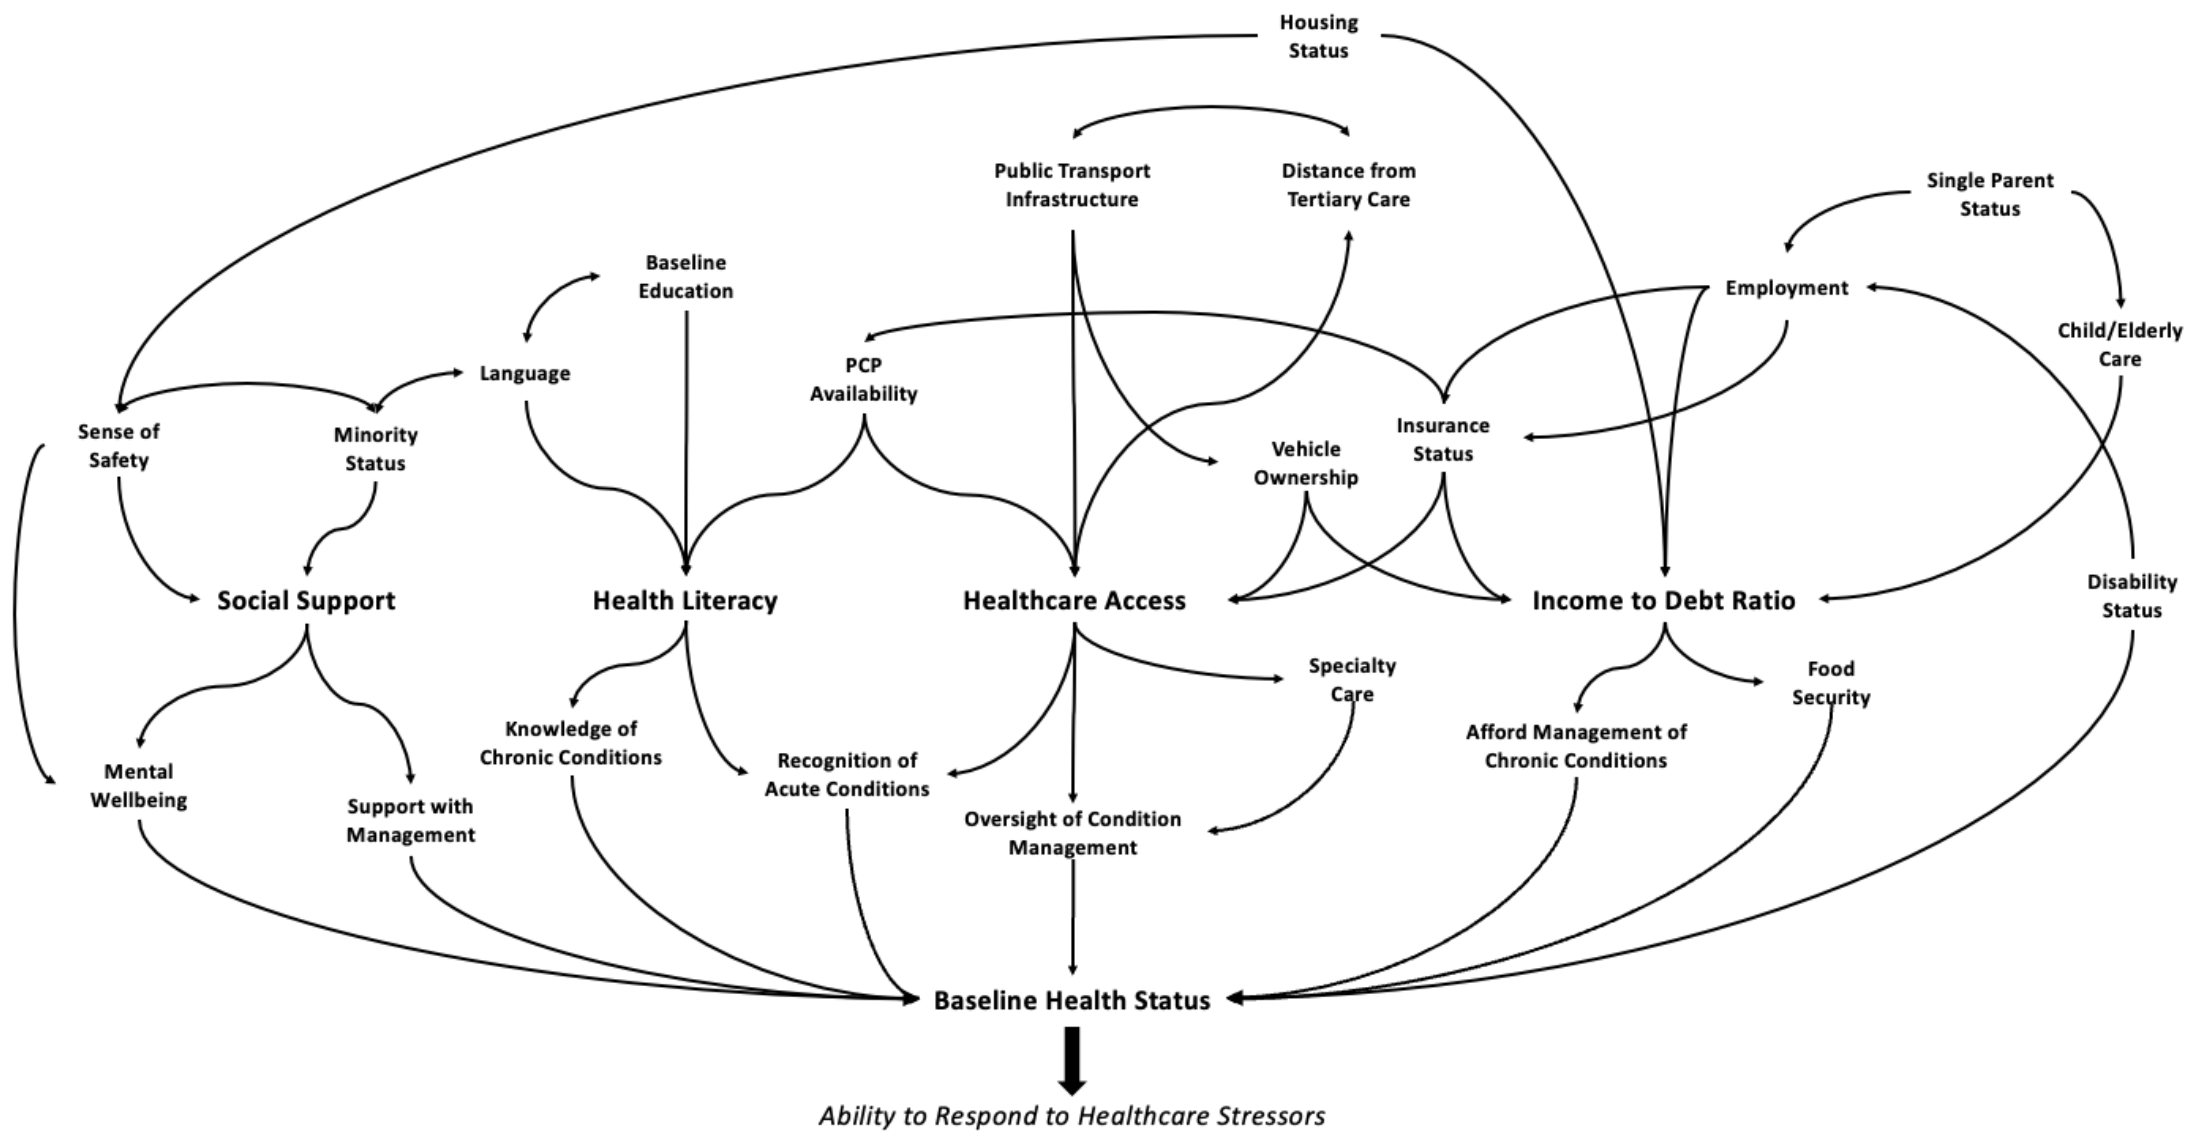 Housing
Status
Public Transport
Infrastructure
Distance from
Tertiary Care
Single Parent
Status
Baseline
Education
Employment
Child/Elderly
Care
Language
PCP
Availability
Sense of
Safety
Minority
Status
Vehicle
Ownership
Insurance
Status
Disability
Status
Social Support
Health Literacy
Healthcare Access
Income to Debt Ratio
Specialty
Care
Food
Security
Knowledge of
Chronic Conditions
Afford Management of
Chronic Conditions
Mental
Wellbeing
Recognition of
Acute Conditions
Support with
Management
Oversight of Condition
Management
Baseline Health Status
Ability to Respond to Healthcare Stressors